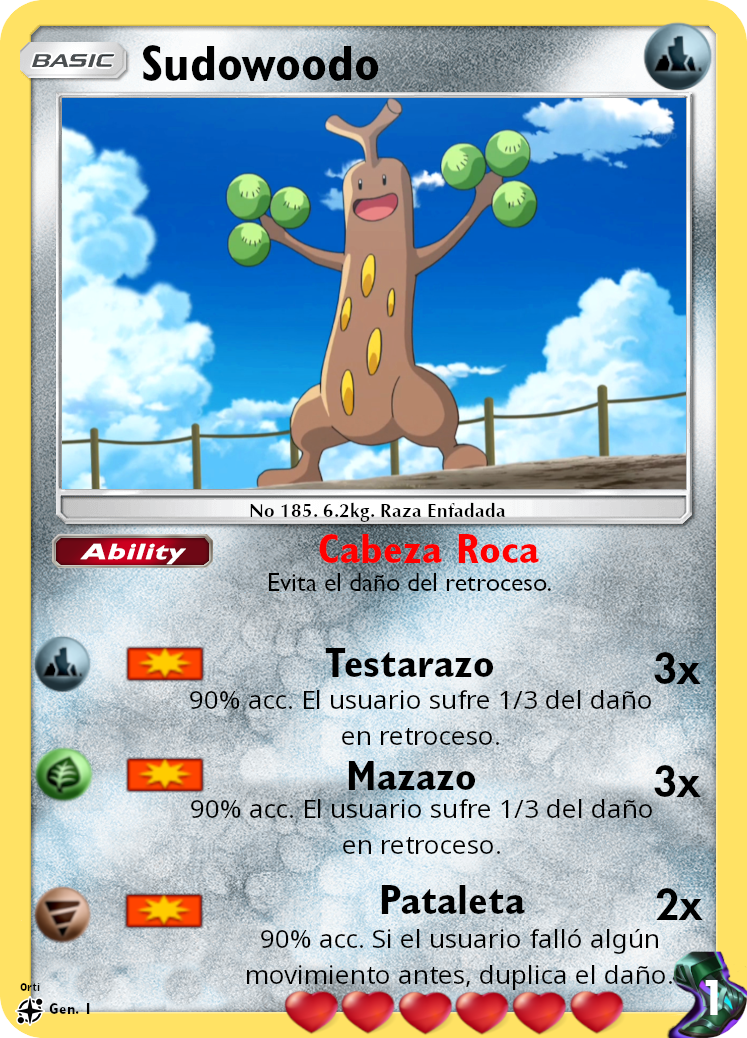 BASIC Sudowoodo
No 185. 6.2kg. Raza Enfadada
Ability Cabeza Roca
Evita el daño del retroceso.
Testarazo 3x
90% acc. El usuario sufre 1/3 del daño
en retroceso.
Mazazo 3x
90% acc. El usuario sufre 1/3 del daño
en retroceso.
Pataleta 2x
90% acc. Si el usuario falló algún
movimiento antes, duplica el daño.
Orti
Gen. 1
1